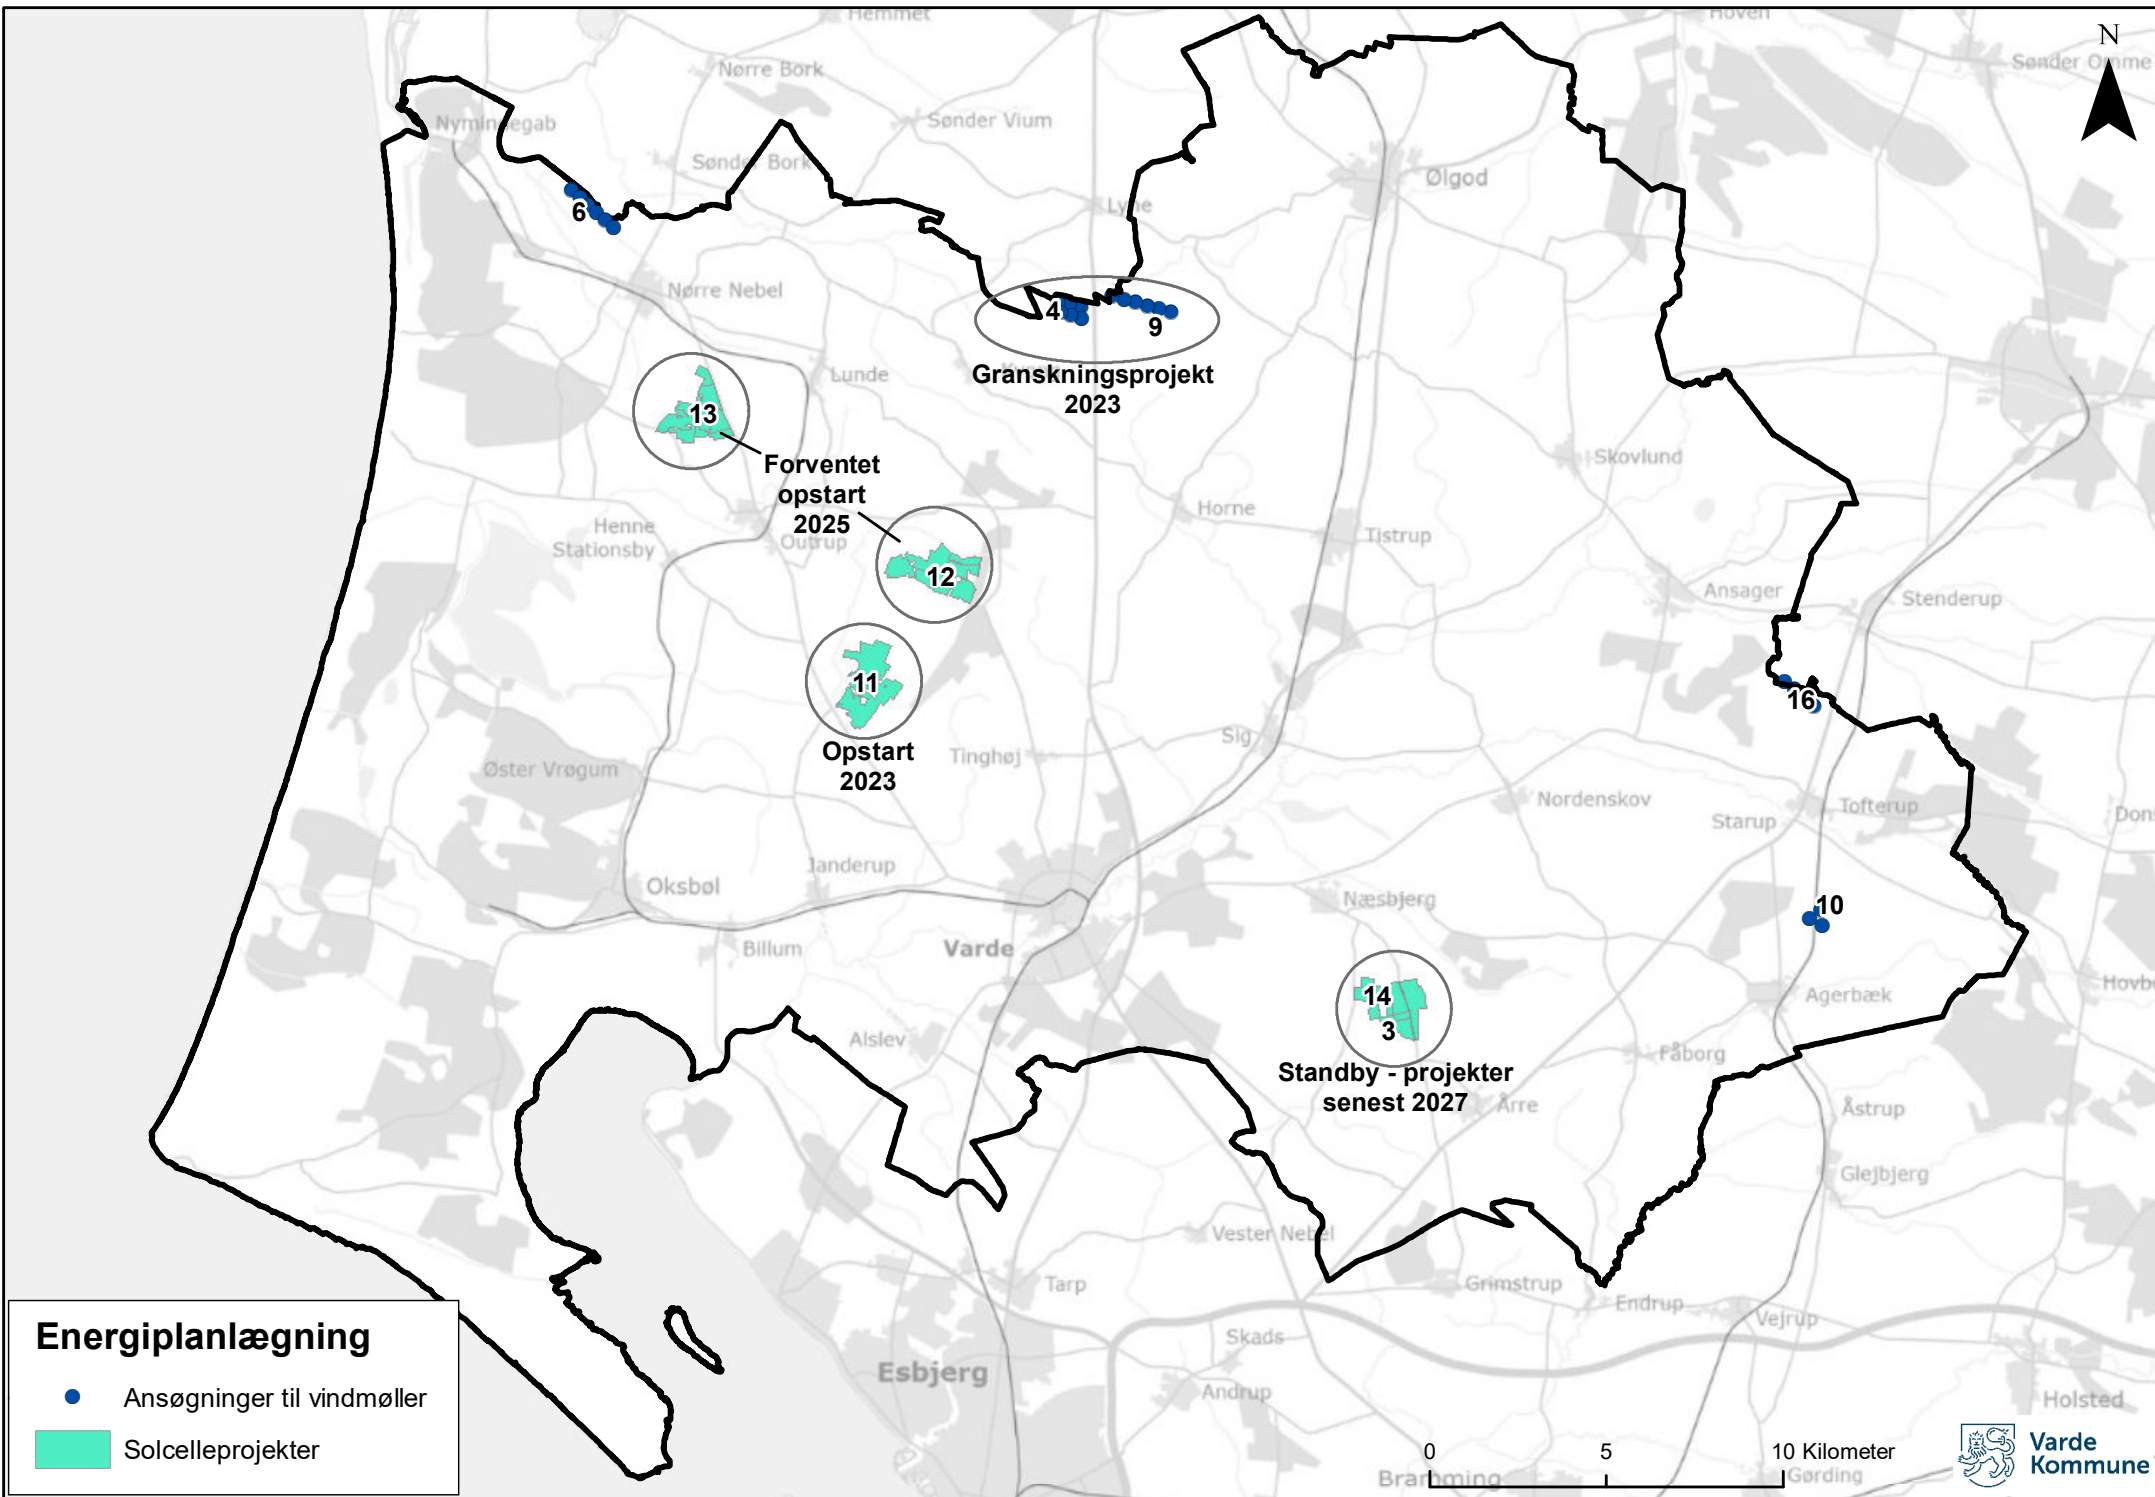 Hemmet
Hoven
N
Sønder Omme
Nørre Bork
Nymindegab
Sønder Vium
Sønder Bork
Ølgod
Lyne
6
Nørre Nebel
4
9
Granskningsprojekt
2023
Lunde
13
Forventet
opstart
2025
Skovlund
Horne
Henne
Stationsby
Outrup
Tistrup
12
Ansager
Stenderup
11
16
Opstart
2023
Tinghøj
Sig
Øster Vrøgum
Nordenskov
Starup
Tofterup
Janderup
Oksbøl
Næsbjerg
10
Billum
Varde
14
Agerbæk
3
Alslev
Fåborg
Standby - projekter
senest 2027
Årre
Åstrup
Glejbjerg
Vester Nebel
Tarp
Grimstrup
Endrup
Vejrup
Skads
Esbjerg
Andrup
Holsted
Energiplanlægning
Ansøgninger til vindmøller
Solcelleprojekter
0 5 10 Kilometer
Bramming
Gørding
Varde
Kommune